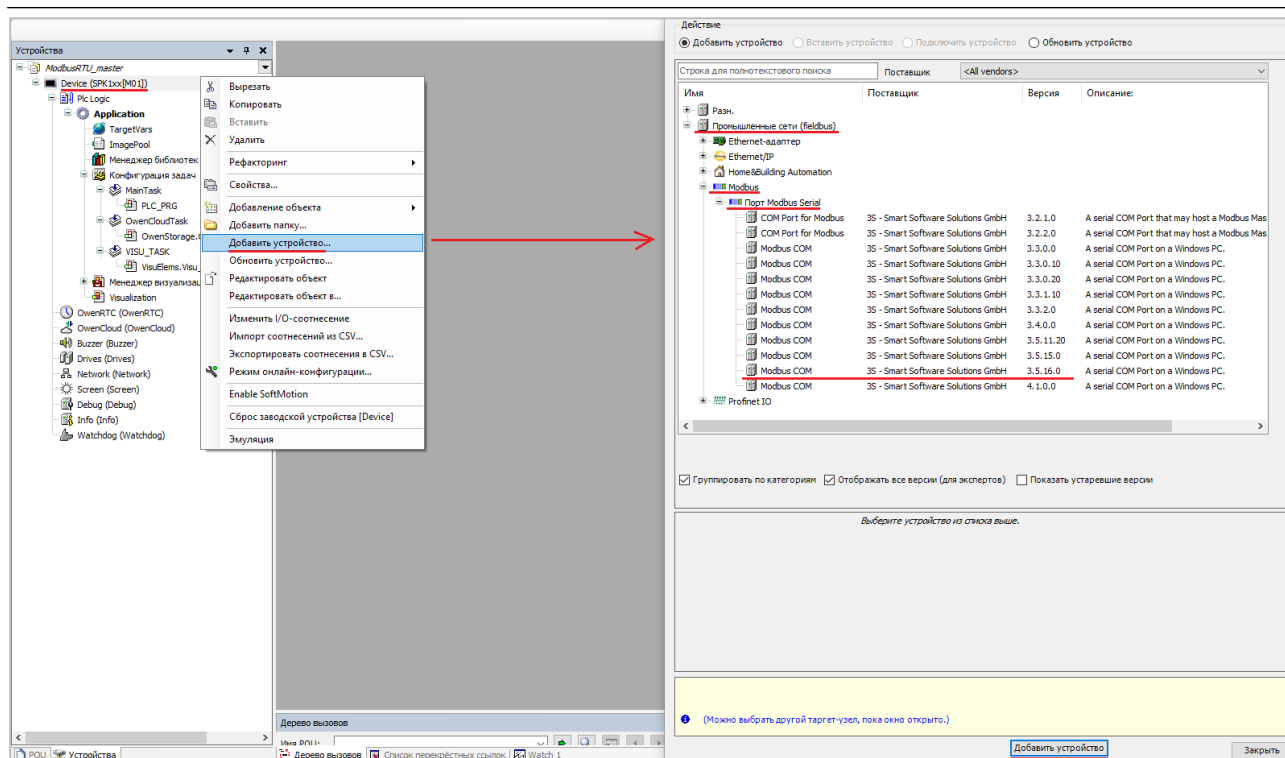 Устройства
ModbusRTU_master
Device (SPK1xx[M01])
Plc Logic
Application
TargetVars
ImagePool
Менеджер библиотек
Конфигурация задач
MainTask
PLC_PRG
OwenCloudTask
OwenStorage.
VISU_TASK
VisuElems.Visu_
Менеджер визуализац
Visualization
OwenRTC (OwenRTC)
OwenCloud (OwenCloud)
Buzzer (Buzzer)
Drives (Drives)
Network (Network)
Screen (Screen)
Debug (Debug)
Info (Info)
Watchdog (Watchdog)
POU Устройства
Вырезать
Копировать
Вставить
Удалить
Рефакторинг
Свойства...
Добавление объекта
Добавить папку...
Добавить устройство...
Обновить устройство...
Редактировать объект
Редактировать объект в...
Изменить I/O-соотнесение
Импорт соотнесений из CSV...
Экспортировать соотнесения в CSV...
Режим онлайн-конфигурации...
Enable SoftMotion
Сброс заводской устройства [Device]
Эмуляция
Дерево вызовов
Имя POU:
Дерево вызовов Список перекрёстных ссылок Watch 1
Действие
Добавить устройство Вставить устройство Подключить устройство Обновить устройство
Строка для полнотекстового поиска Поставщик <All vendors>
Имя Поставщик Версия Описание:
Разн.
Промышленные сети (fieldbus)
Ethernet-адаптер
Ethernet/IP
Home&Building Automation
Modbus
Порт Modbus Serial
COM Port for Modbus 3S - Smart Software Solutions GmbH 3.2.1.0 A serial COM Port that may host a Modbus Mas
COM Port for Modbus 3S - Smart Software Solutions GmbH 3.2.2.0 A serial COM Port that may host a Modbus Mas
Modbus COM 3S - Smart Software Solutions GmbH 3.3.0.0 A serial COM Port on a Windows PC.
Modbus COM 3S - Smart Software Solutions GmbH 3.3.0.10 A serial COM Port on a Windows PC.
Modbus COM 3S - Smart Software Solutions GmbH 3.3.0.20 A serial COM Port on a Windows PC.
Modbus COM 3S - Smart Software Solutions GmbH 3.3.1.10 A serial COM Port on a Windows PC.
Modbus COM 3S - Smart Software Solutions GmbH 3.3.2.0 A serial COM Port on a Windows PC.
Modbus COM 3S - Smart Software Solutions GmbH 3.4.0.0 A serial COM Port on a Windows PC.
Modbus COM 3S - Smart Software Solutions GmbH 3.5.11.20 A serial COM Port on a Windows PC.
Modbus COM 3S - Smart Software Solutions GmbH 3.5.15.0 A serial COM Port on a Windows PC.
Modbus COM 3S - Smart Software Solutions GmbH 3.5.16.0 A serial COM Port on a Windows PC.
Modbus COM 3S - Smart Software Solutions GmbH 4.1.0.0 A serial COM Port on a Windows PC.
Profinet IO
Группировать по категориям Отображать все версии (для экспертов) Показать устаревшие версии
Выберите устройство из списка выше.
(Можно выбрать другой таргет-узел, пока окно открыто.)
Добавить устройство Закрыть